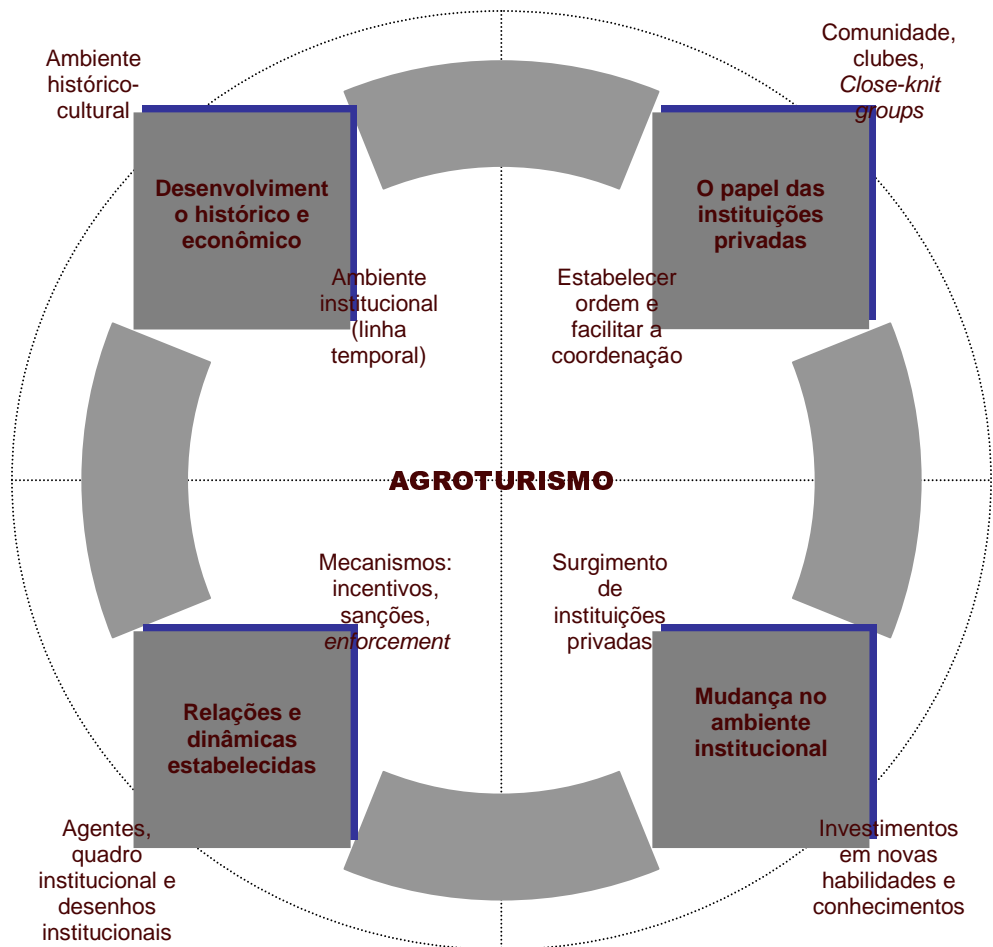 Ambiente
histórico-
cultural
Desenvolviment
o histórico e
econômico
Ambiente
institucional
(linha
temporal)
Comunidade,
clubes,
Close-knit
groups
O papel das
instituições
privadas
Estabelecer
ordem e
facilitar a
coordenação
AGROTURISMO
Mecanismos:
incentivos,
sanções,
enforcement
Relações e
dinâmicas
estabelecidas
Agentes,
quadro
institucional e
desenhos
institucionais
Surgimento
de
instituições
privadas
Mudança no
ambiente
institucional
Investimentos
em novas
habilidades e
conhecimentos